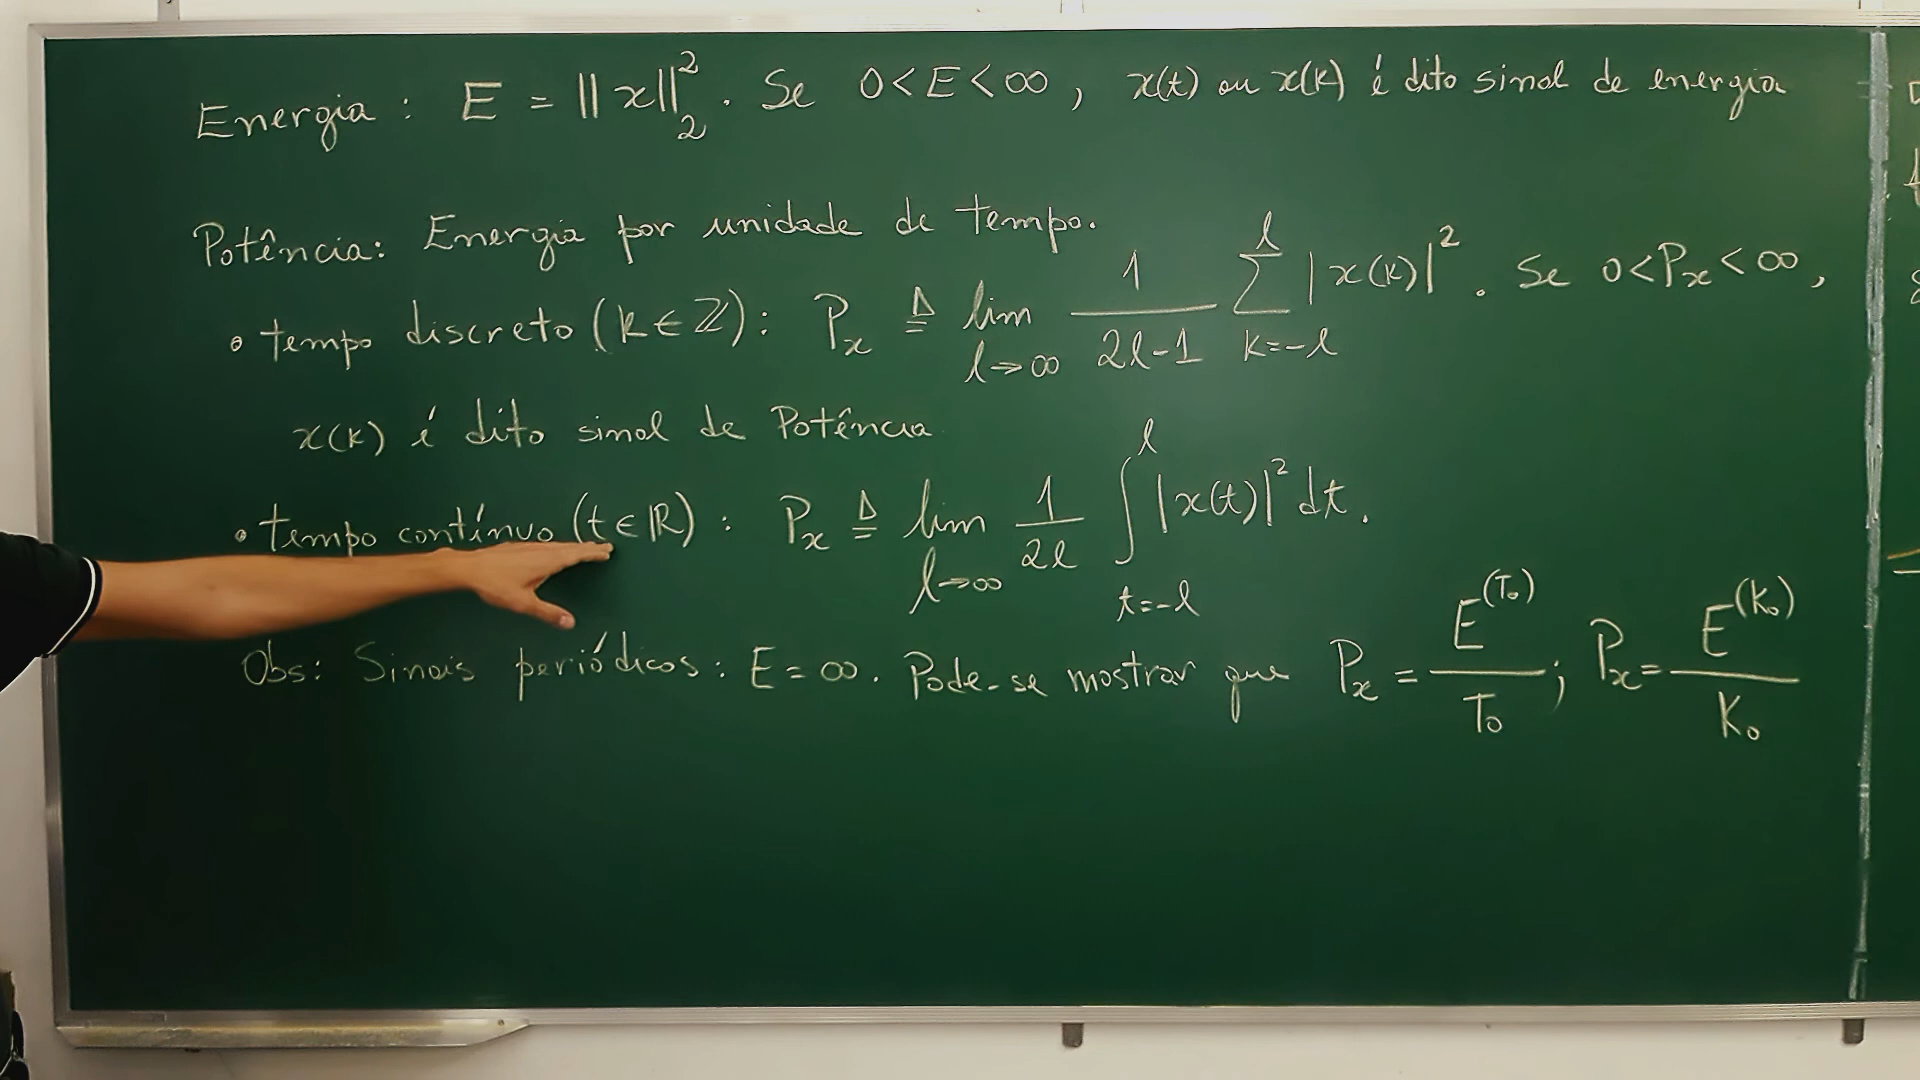 Energia : E = ||x||₂². Se 0<E<∞, x(t) ou x(k) é dito sinal de energia
Potência: Energia por unidade de tempo.
• tempo discreto (k∈ℤ): Pₓ ≜ lim_{l→∞} 1/(2l-1) ∑_{k=-l}^{l} |x(k)|². Se 0<Pₓ<∞,
x(k) é dito sinal de Potência
• tempo contínuo (t∈ℝ) : Pₓ ≜ lim_{l→∞} 1/(2l) ∫_{t=-l}^{l} |x(t)|² dt.
Obs: Sinais periódicos: E = ∞. Pode-se mostrar que Pₓ = E^(T₀)/T₀; Pₓ = E^(K₀)/K₀